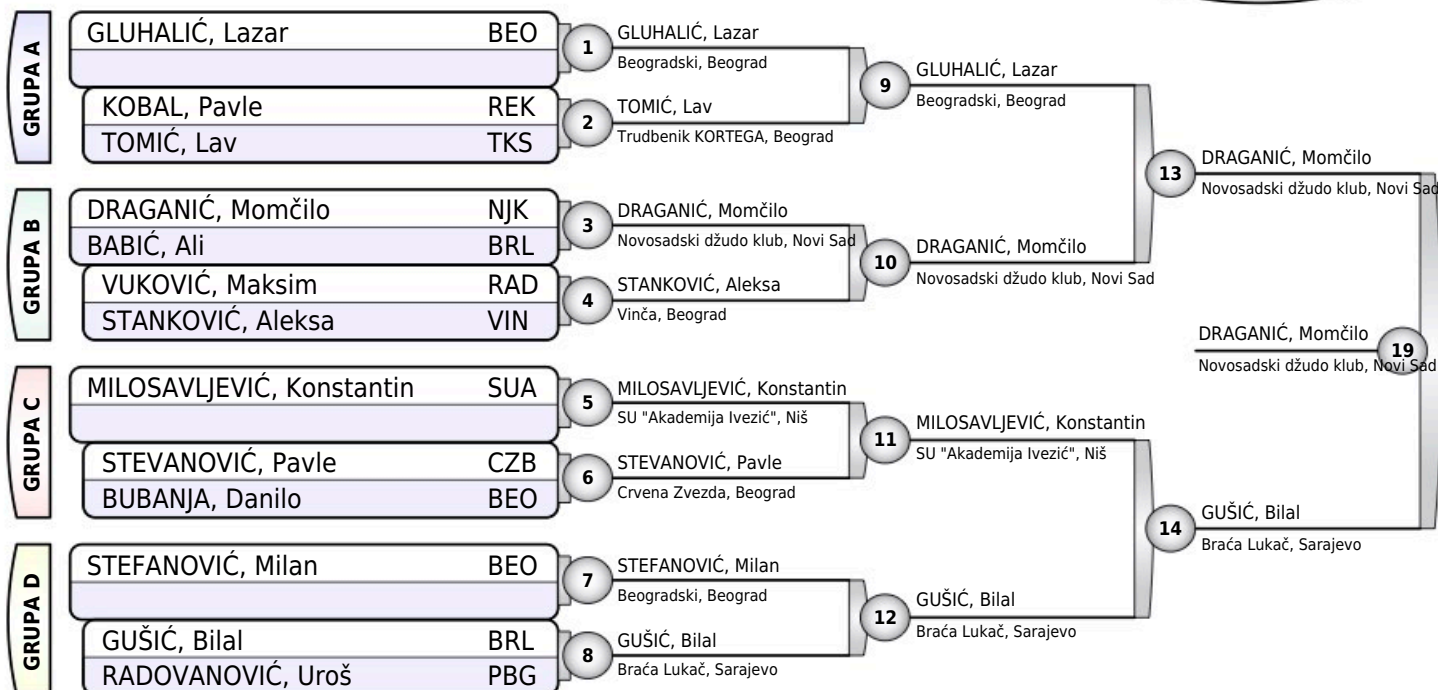 GRUPA A
GLUHALIĆ, Lazar BEO
KOBAL, Pavle REK
TOMIĆ, Lav TKS
1
GLUHALIĆ, Lazar
Beogradski, Beograd
2
TOMIĆ, Lav
Trudbenik KORTEGA, Beograd
9
GLUHALIĆ, Lazar
Beogradski, Beograd
GRUPA B
DRAGANIĆ, Momčilo NJK
BABIĆ, Ali BRL
VUKOVIĆ, Maksim RAD
STANKOVIĆ, Aleksa VIN
3
DRAGANIĆ, Momčilo
Novosadski džudo klub, Novi Sad
4
STANKOVIĆ, Aleksa
Vinča, Beograd
10
DRAGANIĆ, Momčilo
Novosadski džudo klub, Novi Sad
13
DRAGANIĆ, Momčilo
Novosadski džudo klub, Novi Sad
GRUPA C
MILOSAVLJEVIĆ, Konstantin SUA
STEVANOVIĆ, Pavle CZB
BUBANJA, Danilo BEO
5
MILOSAVLJEVIĆ, Konstantin
SU "Akademija Ivezić", Niš
6
STEVANOVIĆ, Pavle
Crvena Zvezda, Beograd
11
MILOSAVLJEVIĆ, Konstantin
SU "Akademija Ivezić", Niš
GRUPA D
STEFANOVIĆ, Milan BEO
GUŠIĆ, Bilal BRL
RADOVANOVIĆ, Uroš PBG
7
STEFANOVIĆ, Milan
Beogradski, Beograd
8
GUŠIĆ, Bilal
Braća Lukač, Sarajevo
12
GUŠIĆ, Bilal
Braća Lukač, Sarajevo
14
GUŠIĆ, Bilal
Braća Lukač, Sarajevo
DRAGANIĆ, Momčilo
19
Novosadski džudo klub, Novi Sad